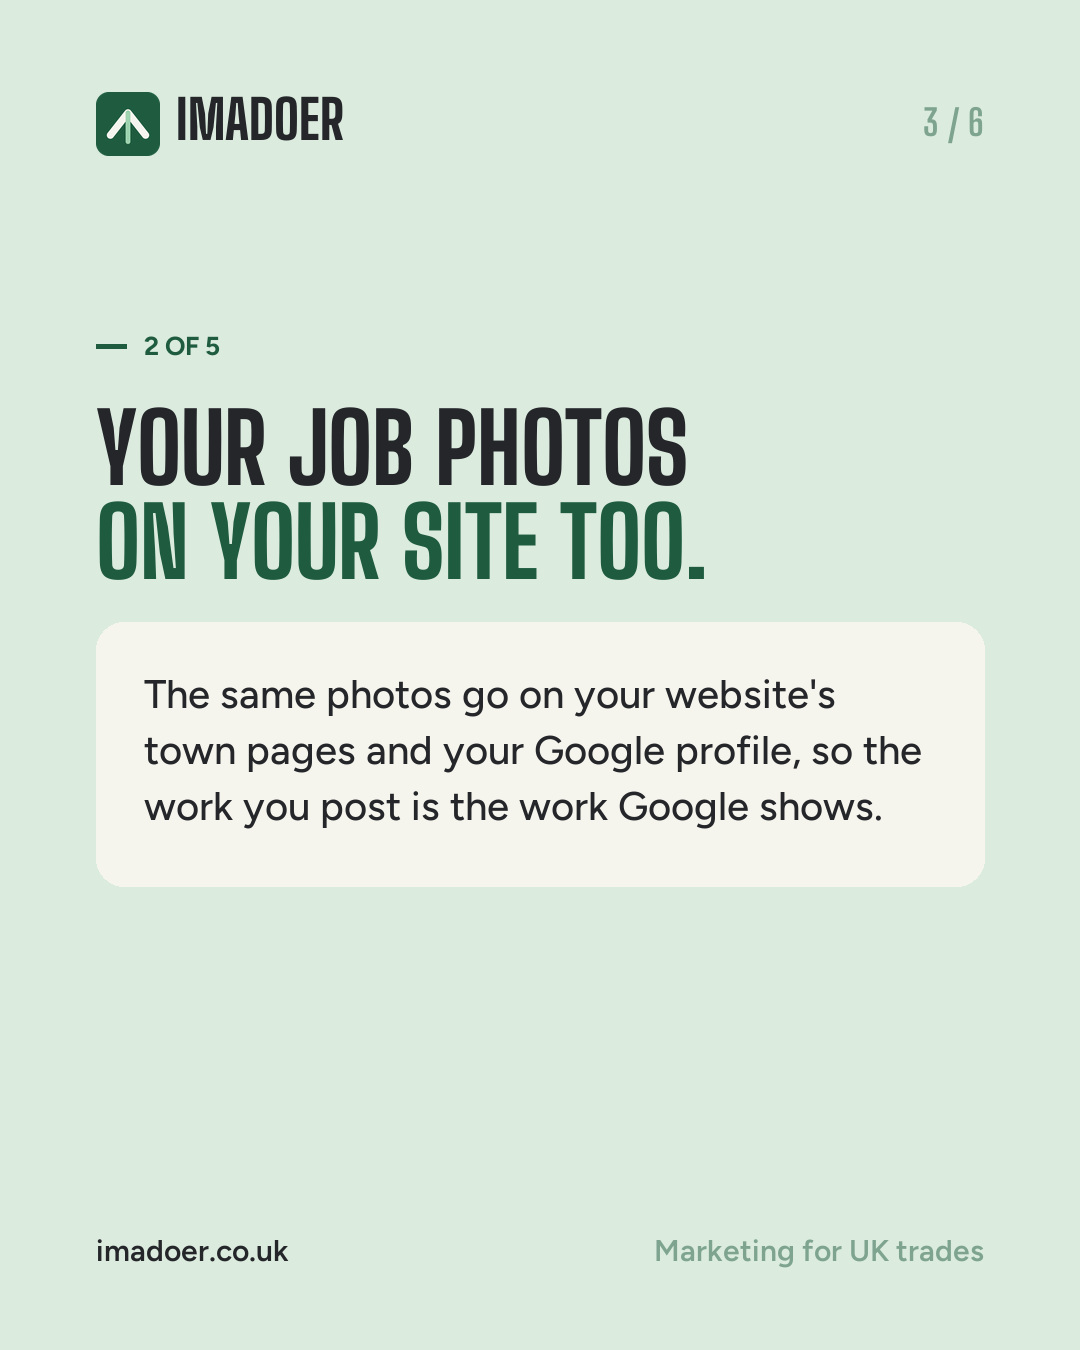 IMADOER
3 / 6
2 OF 5
YOUR JOB PHOTOS
ON YOUR SITE TOO.
The same photos go on your website's
town pages and your Google profile, so the
work you post is the work Google shows.
imadoer.co.uk
Marketing for UK trades